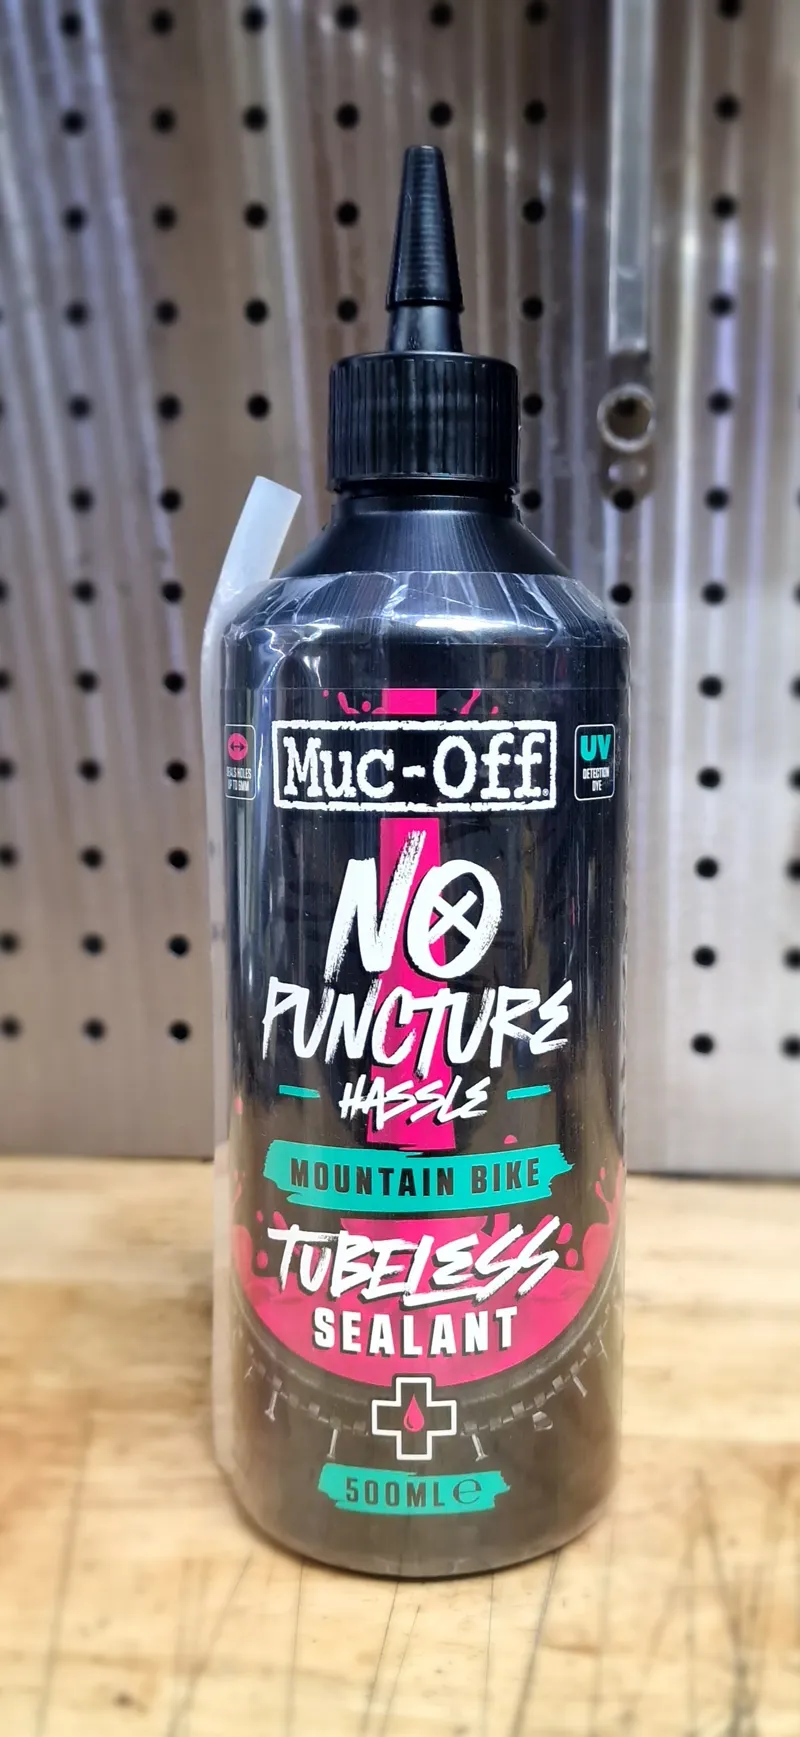 Muc-Off
SEALS HOLES
UP TO 6MM
UV
DETECTION
DYE
NO
PUNCTURE
HASSLE
MOUNTAIN BIKE
TUBELESS
SEALANT
500ML ℮